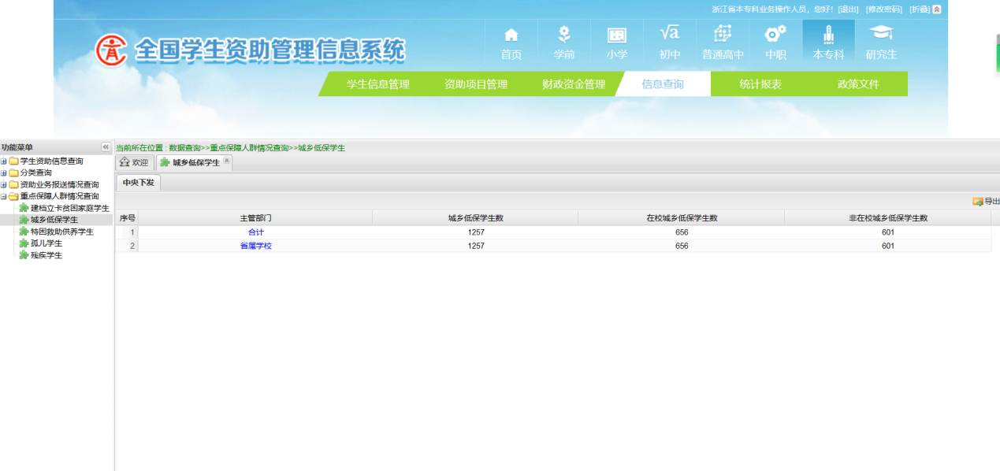 浙江省本专科业务操作人员，您好！[退出] [修改密码] [折叠]
全国学生资助管理信息系统
首页 学前 小学 初中 普通高中 中职 本专科 研究生
学生信息管理 资助项目管理 财政资金管理 信息查询 统计报表 政策文件
功能菜单
学生资助信息查询
分类查询
资助业务报送情况查询
重点保障人群情况查询
建档立卡贫困家庭学生
城乡低保学生
特困救助供养学生
孤儿学生
残疾学生
当前所在位置 : 数据查询>>重点保障人群情况查询>>城乡低保学生
欢迎 城乡低保学生
中央下发
导出
序号 主管部门 城乡低保学生数 在校城乡低保学生数 非在校城乡低保学生数
1 合计 1257 656 601
2 省属学校 1257 656 601